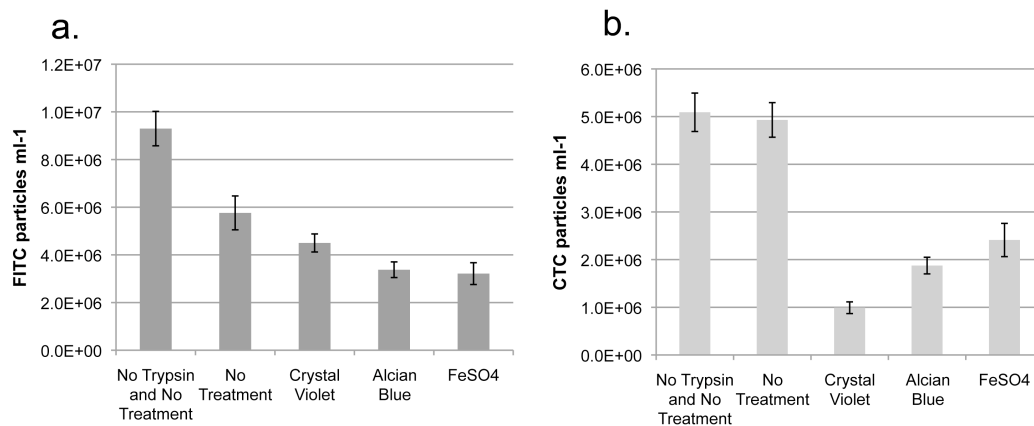 a.
1.2E+07
1.0E+07
8.0E+06
6.0E+06
4.0E+06
2.0E+06
0.0E+00
FITC particles ml-1
No Trypsin
and No
Treatment
No
Treatment
Crystal
Violet
Alcian
Blue
FeSO4
b.
6.0E+06
5.0E+06
4.0E+06
3.0E+06
2.0E+06
1.0E+06
0.0E+00
CTC particles ml-1
No Trypsin
and No
Treatment
No
Treatment
Crystal
Violet
Alcian
Blue
FeSO4